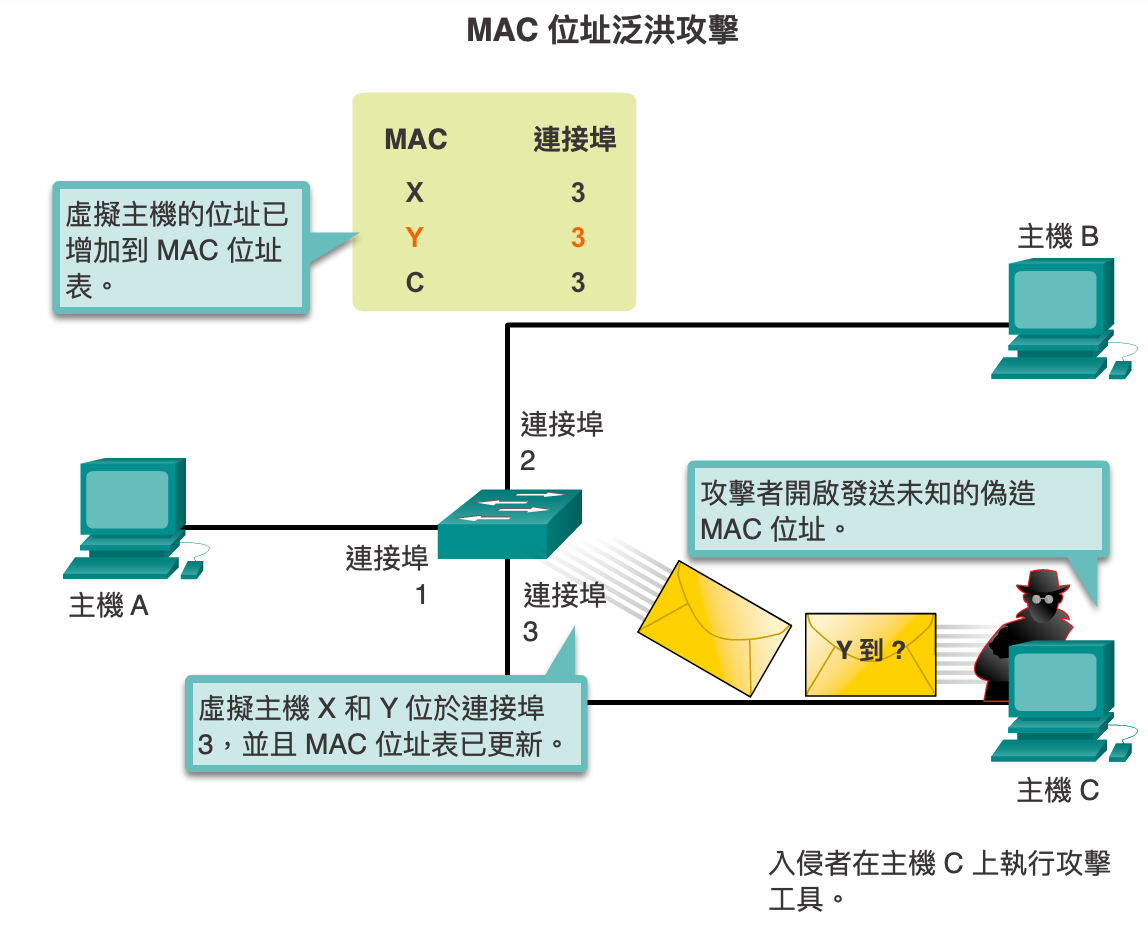 MAC 位址泛洪攻擊
MAC 連接埠
X 3
Y 3
C 3
虛擬主機的位址已
增加到 MAC 位址
表。
主機 B
連接埠
2
攻擊者開啟發送未知的偽造
MAC 位址。
連接埠
1
主機 A
連接埠
3
Y 到 ?
虛擬主機 X 和 Y 位於連接埠
3，並且 MAC 位址表已更新。
主機 C
入侵者在主機 C 上執行攻擊
工具。